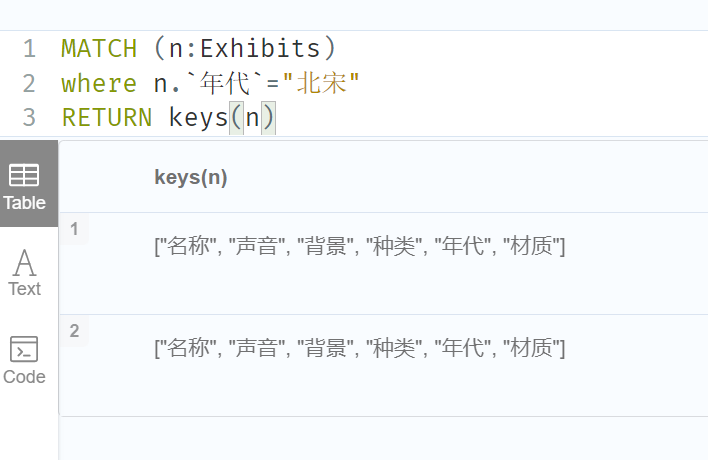 1 MATCH (n:Exhibits)
2 where n.`年代`="北宋"
3 RETURN keys(n)
Table
Text
Code
keys(n)
1
["名称", "声音", "背景", "种类", "年代", "材质"]
2
["名称", "声音", "背景", "种类", "年代", "材质"]